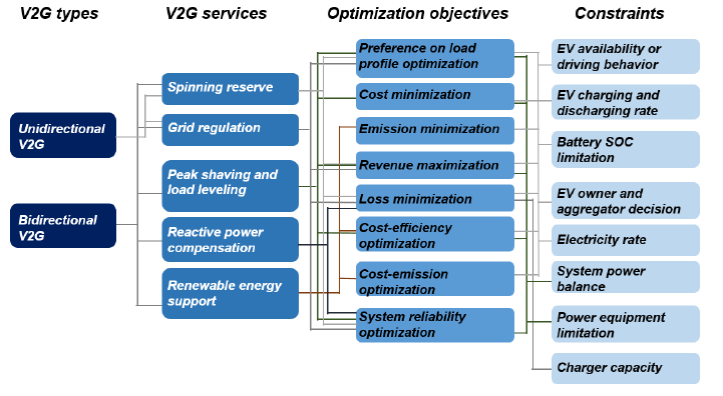 V2G types
V2G services
Optimization objectives
Constraints
Unidirectional
V2G
Bidirectional
V2G
Spinning reserve
Grid regulation
Peak shaving and
load leveling
Reactive power
compensation
Renewable energy
support
Preference on load
profile optimization
Cost minimization
Emission minimization
Revenue maximization
Loss minimization
Cost-efficiency
optimization
Cost-emission
optimization
System reliability
optimization
EV availability or
driving behavior
EV charging and
discharging rate
Battery SOC
limitation
EV owner and
aggregator decision
Electricity rate
System power
balance
Power equipment
limitation
Charger capacity